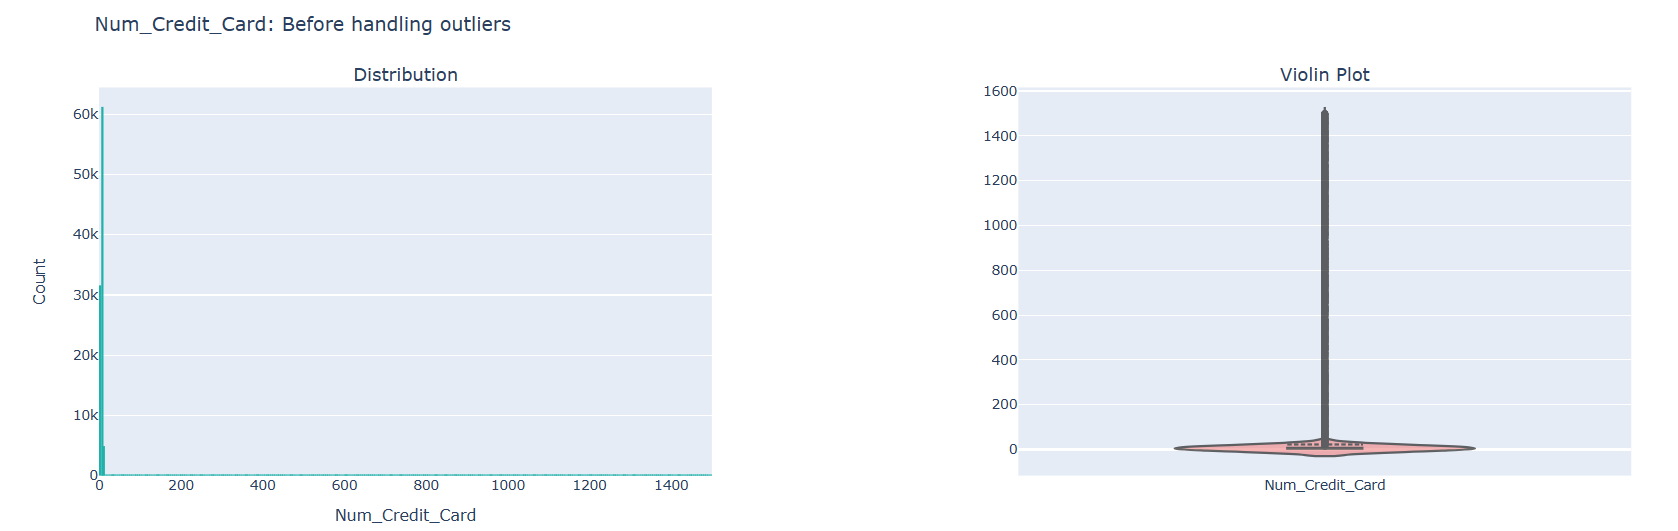 Num_Credit_Card: Before handling outliers
Distribution
60k
50k
40k
30k
20k
10k
0
Count
0 200 400 600 800 1000 1200 1400
Num_Credit_Card
Violin Plot
1600
1400
1200
1000
800
600
400
200
0
Num_Credit_Card